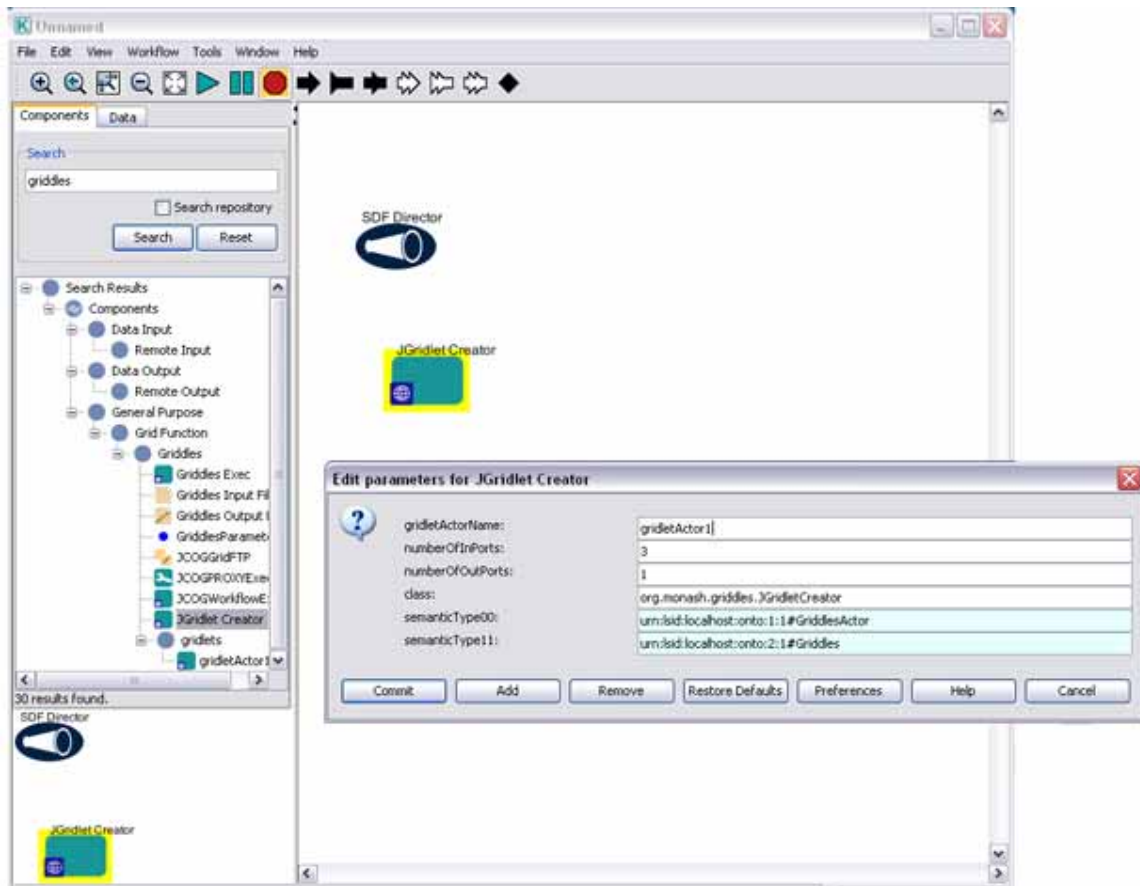 Unnamed
File Edit View Workflow Tools Window Help
Components Data
Search
griddles
Search repository
Search Reset
Search Results
Components
Data Input
Remote Input
Data Output
Remote Output
General Purpose
Grid Function
Griddles
Griddles Exec
Griddles Input Fil
Griddles Output
GriddlesParamet
JCOGGridFTP
JCOGPROXYExe
JCOGWorkflowE
JGridlet Creator
gridlets
gridletActor1
30 results found.
SDF Director
JGridlet Creator
SDF Director
JGridlet Creator
Edit parameters for JGridlet Creator
gridletActorName: gridletActor1
numberOfInPorts: 3
numberOfOutPorts: 1
class: org.monash.griddles.JGridletCreator
semanticType00: urn:lsid:localhost:onto:1:1#GriddlesActor
semanticType11: urn:lsid:localhost:onto:2:1#Griddles
Commit Add Remove Restore Defaults Preferences Help Cancel